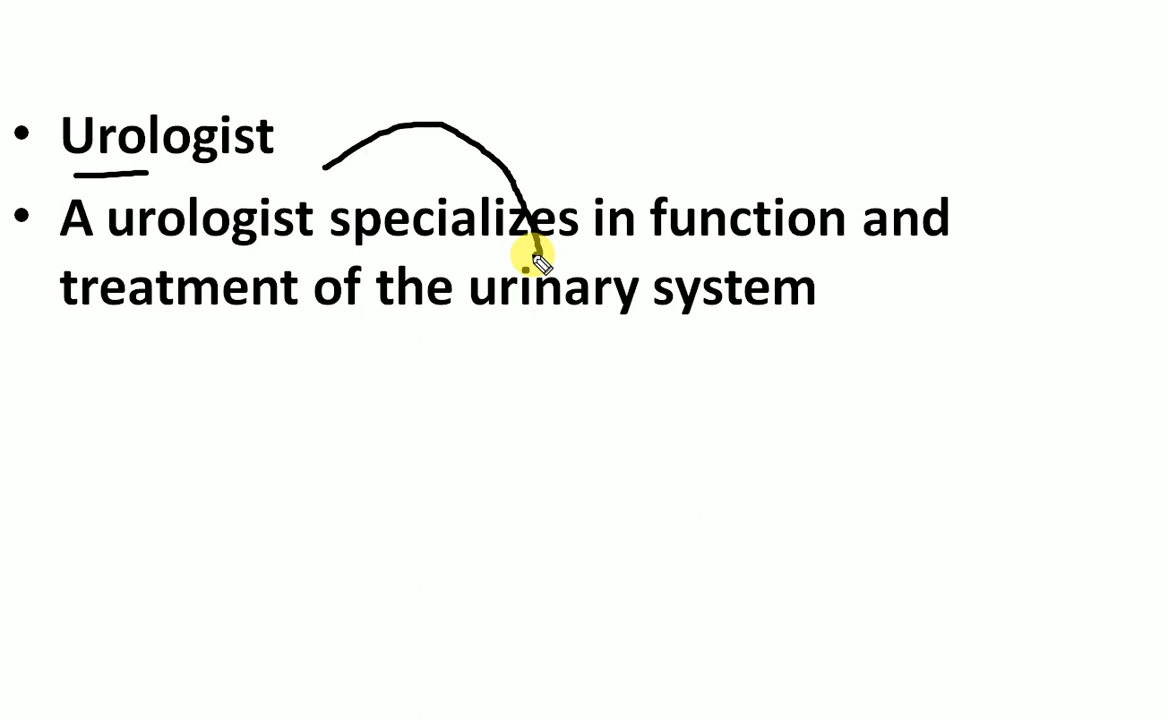 • Urologist
• A urologist specializes in function and
treatment of the urinary system